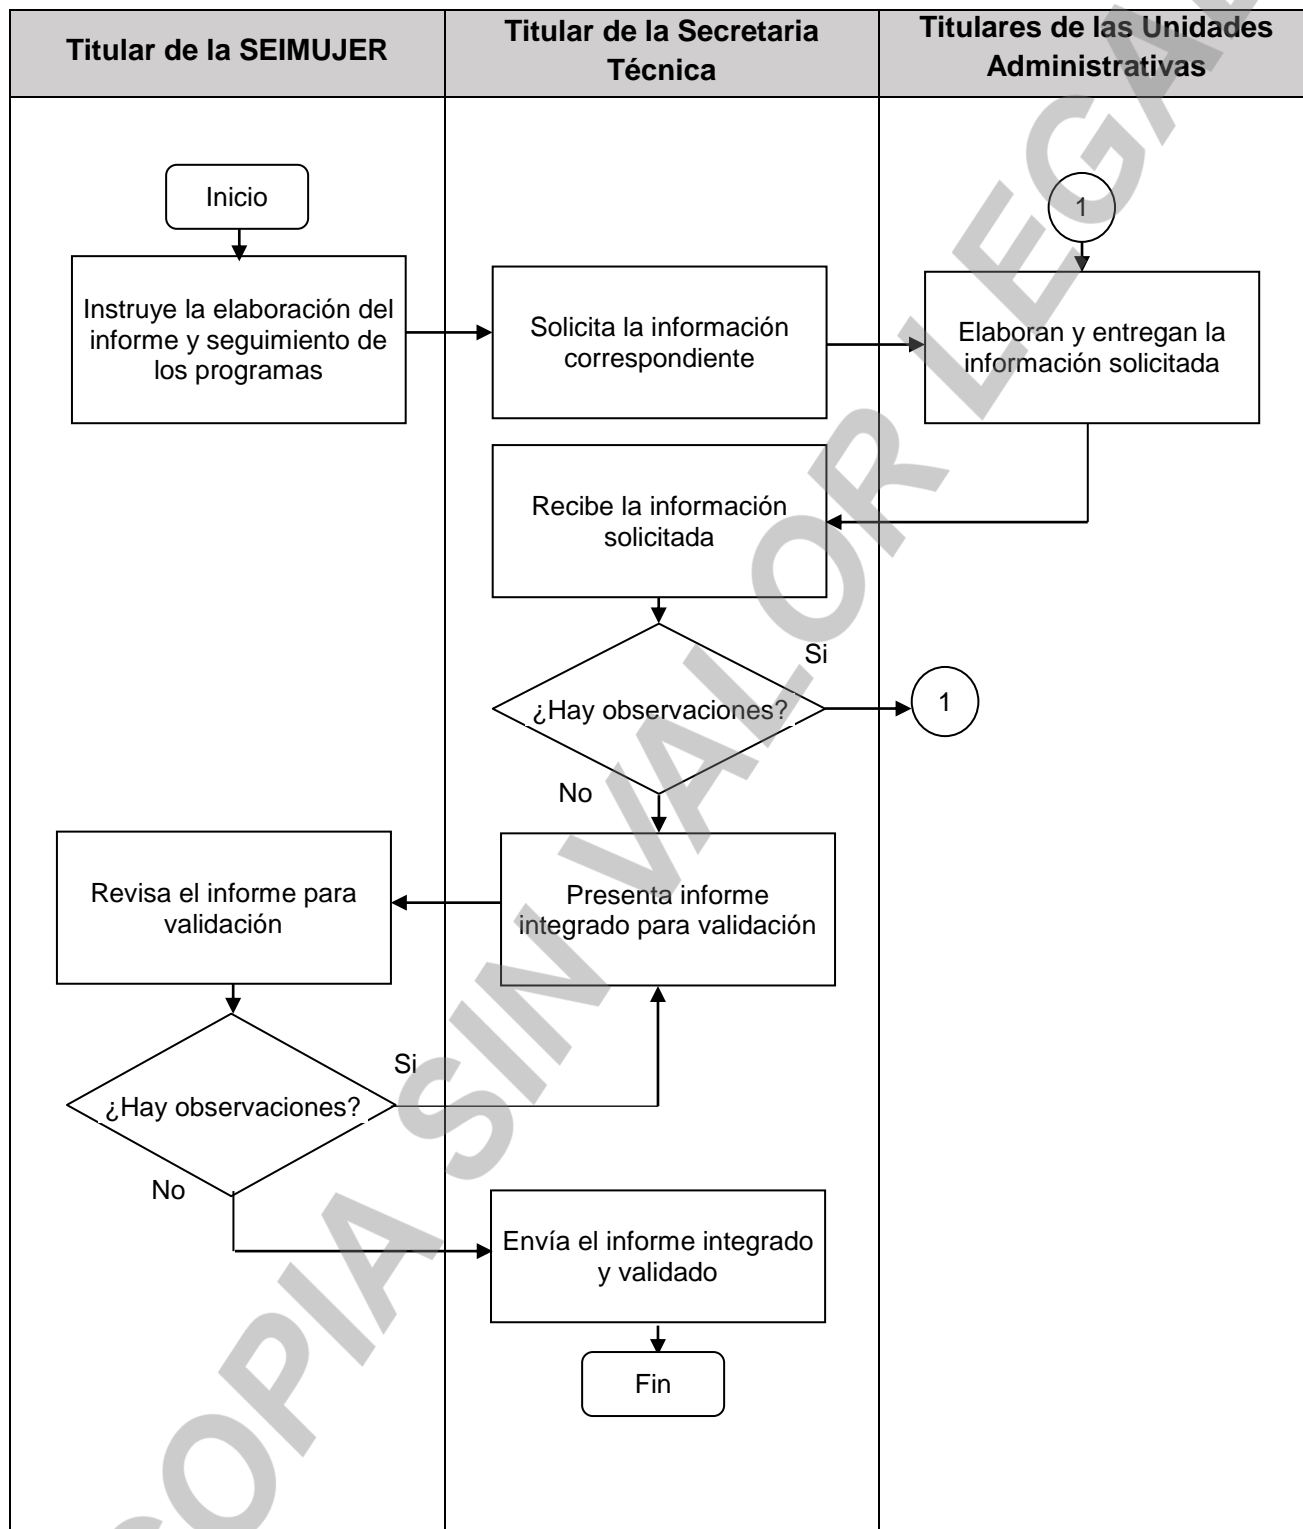 Titular de la SEIMUJER
Titular de la Secretaria
Técnica
Titulares de las Unidades
Administrativas
Inicio
1
Instruye la elaboración del
informe y seguimiento de
los programas
Solicita la información
correspondiente
Elaboran y entregan la
información solicitada
Recibe la información
solicitada
Si
¿Hay observaciones?
1
No
Revisa el informe para
validación
Presenta informe
integrado para validación
Si
¿Hay observaciones?
No
Envía el informe integrado
y validado
Fin
COPIA SIN VALOR LEGAL